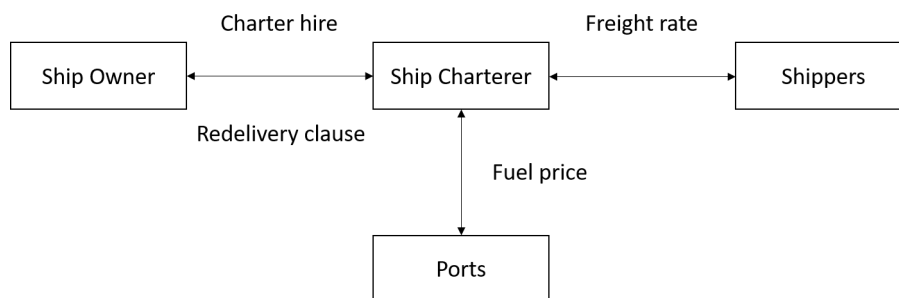 Charter hire
Freight rate
Ship Owner
Ship Charterer
Shippers
Redelivery clause
Fuel price
Ports